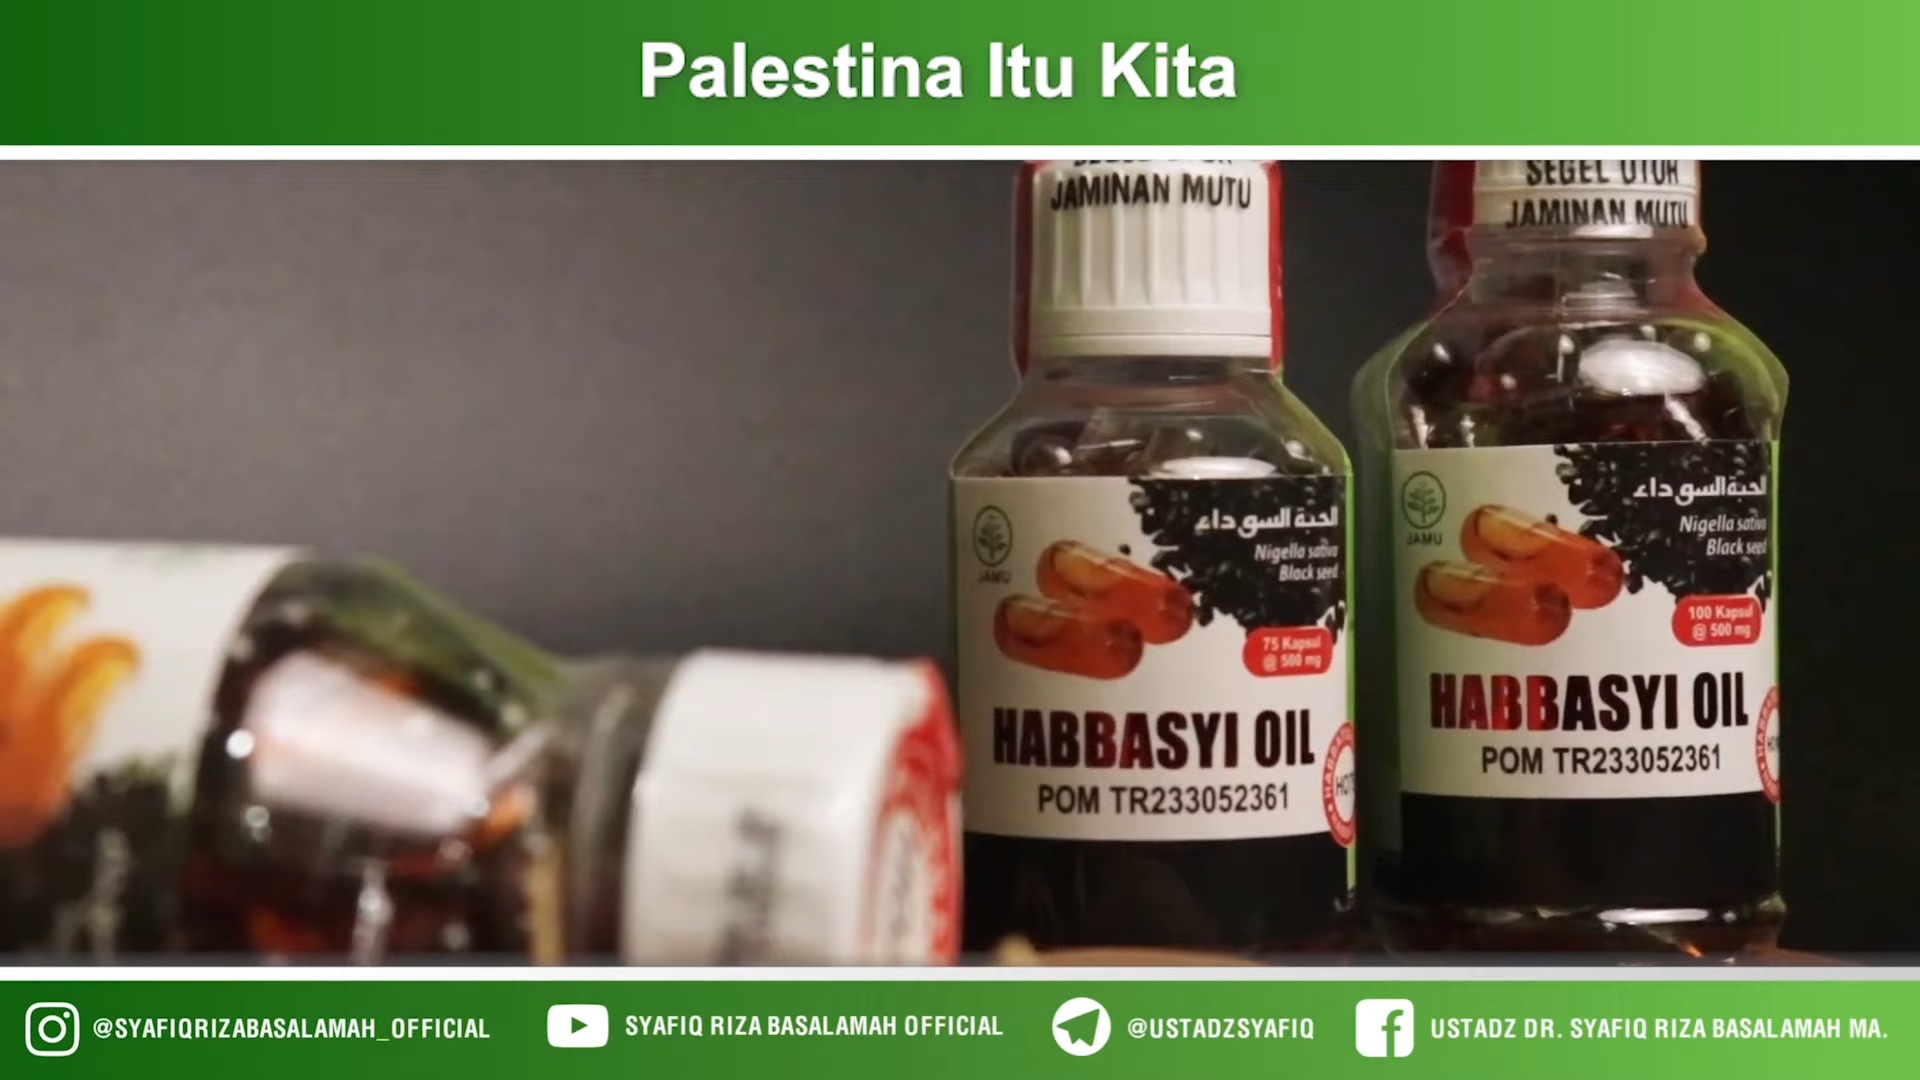 Palestina Itu Kita
JAMINAN MUTU
SEGEL UTUH
JAMINAN MUTU
JAMU
الحبة السوداء
Nigella sativa
Black seed
75 Kapsul
@ 500 mg
HABBASYI OIL
POM TR233052361
JAMU
الحبة السوداء
Nigella sativa
Black seed
100 Kapsul
@ 500 mg
HABBASYI OIL
POM TR233052361
@SYAFIQRIZABASALAMAH_OFFICIAL
SYAFIQ RIZA BASALAMAH OFFICIAL
@USTADZSYAFIQ
USTADZ DR. SYAFIQ RIZA BASALAMAH MA.